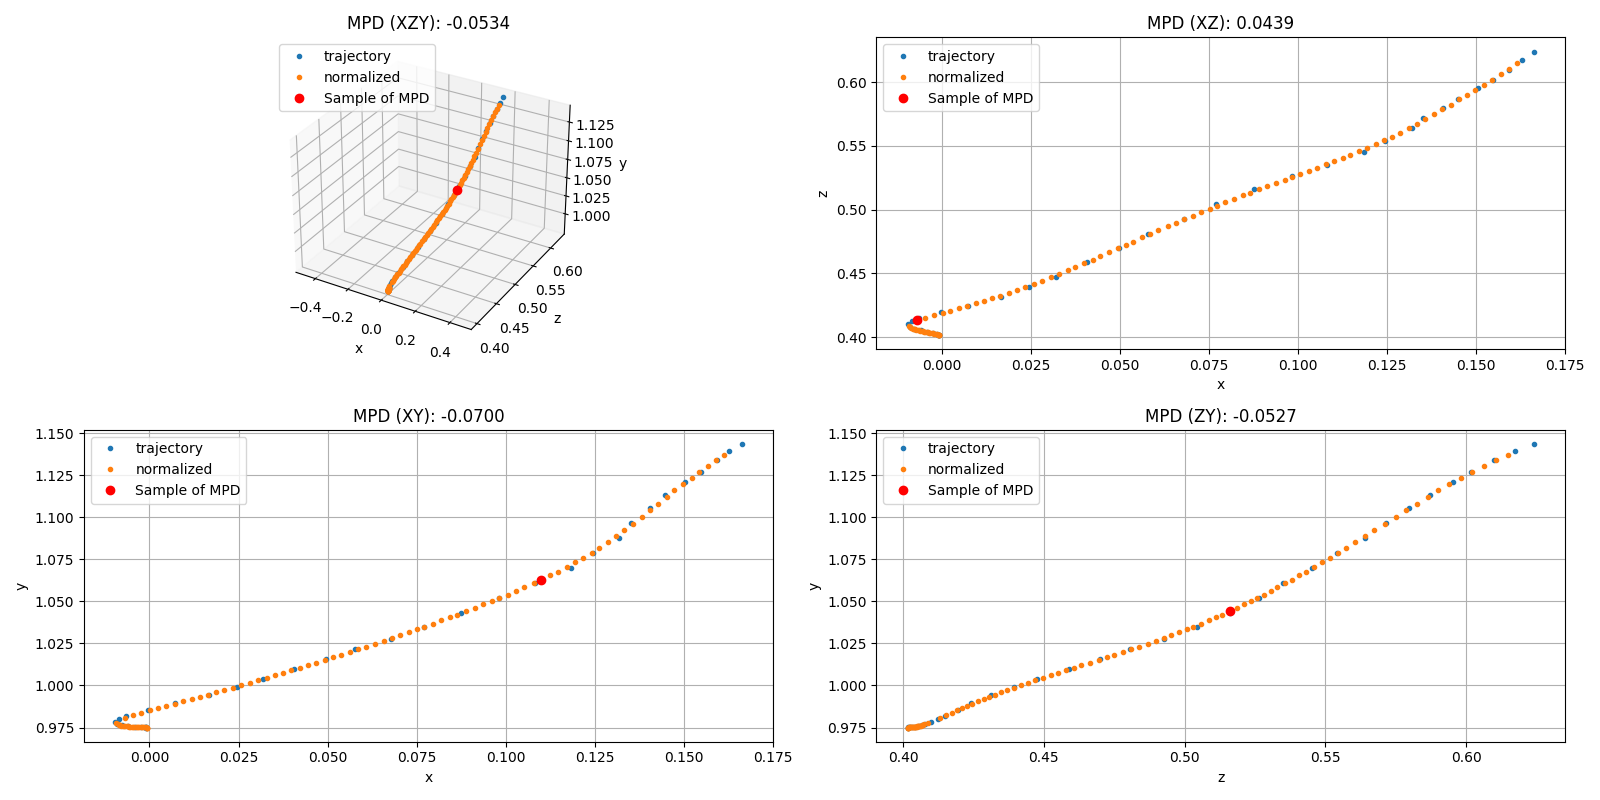 MPD (XZY): -0.0534
trajectory
normalized
Sample of MPD
1.125
1.100
1.075
1.050
1.025
1.000
y
0.60
0.55
0.50
0.45
0.40
z
−0.4
−0.2
0.0
0.2
0.4
x
MPD (XZ): 0.0439
trajectory
normalized
Sample of MPD
0.60
0.55
0.50
0.45
0.40
z
0.000 0.025 0.050 0.075 0.100 0.125 0.150 0.175
x
MPD (XY): -0.0700
trajectory
normalized
Sample of MPD
1.150
1.125
1.100
1.075
1.050
1.025
1.000
0.975
y
0.000 0.025 0.050 0.075 0.100 0.125 0.150 0.175
x
MPD (ZY): -0.0527
trajectory
normalized
Sample of MPD
1.150
1.125
1.100
1.075
1.050
1.025
1.000
0.975
y
0.40 0.45 0.50 0.55 0.60
z